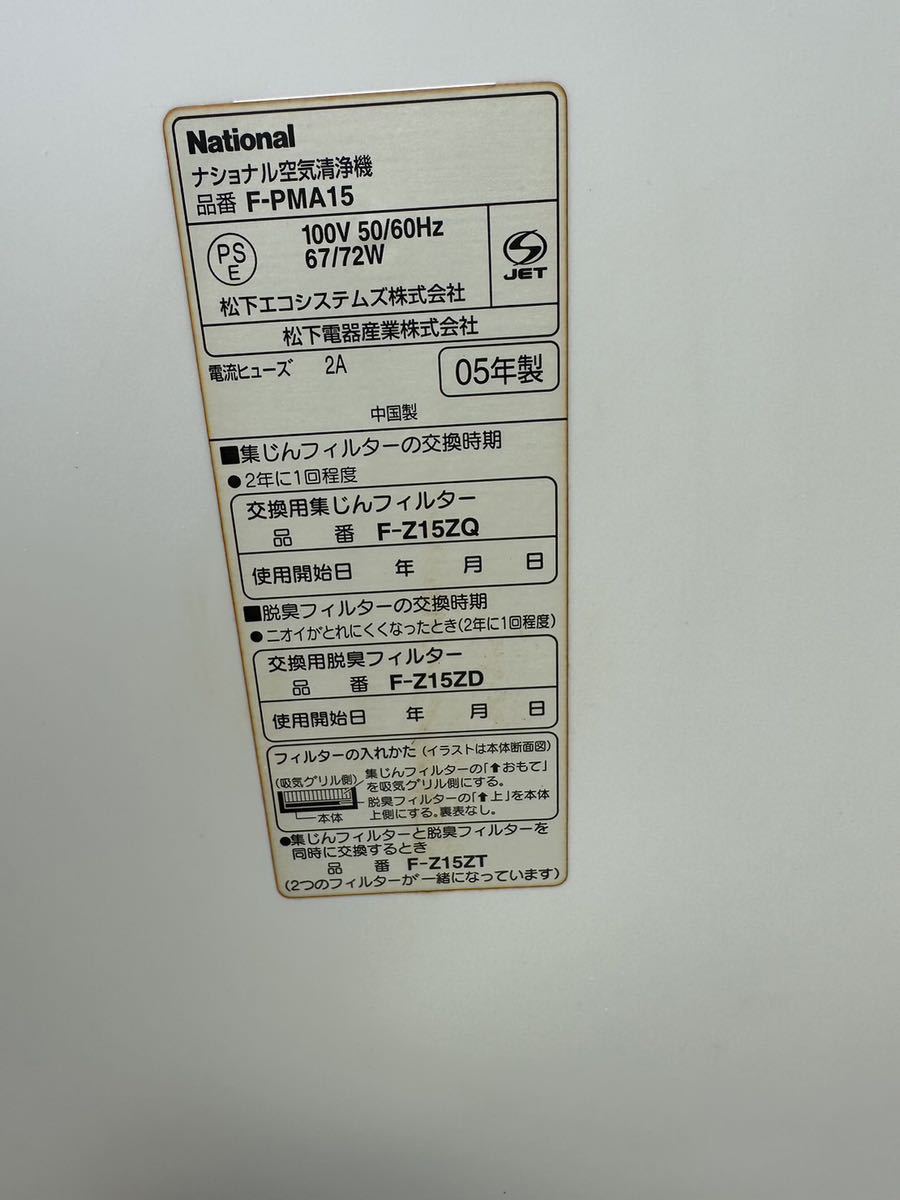 National
ナショナル空気清浄機
品番 F-PMA15
PS
E
100V 50/60Hz
67/72W
JET
松下エコシステムズ株式会社
松下電器産業株式会社
電流ヒューズ 2A
05年製
中国製
■集じんフィルターの交換時期
●2年に1回程度
交換用集じんフィルター
品番 F-Z15ZQ
使用開始日 年 月 日
■脱臭フィルターの交換時期
●ニオイがとれにくくなったとき(2年に1回程度)
交換用脱臭フィルター
品番 F-Z15ZD
使用開始日 年 月 日
フィルターの入れかた(イラストは本体断面図)
(吸気グリル側)
集じんフィルターの「⬆おもて」
を吸気グリル側にする。
脱臭フィルターの「⬆上」を本体
上側にする。裏表なし。
本体
●集じんフィルターと脱臭フィルターを
同時に交換するとき
品番 F-Z15ZT
(2つのフィルターが一緒になっています)